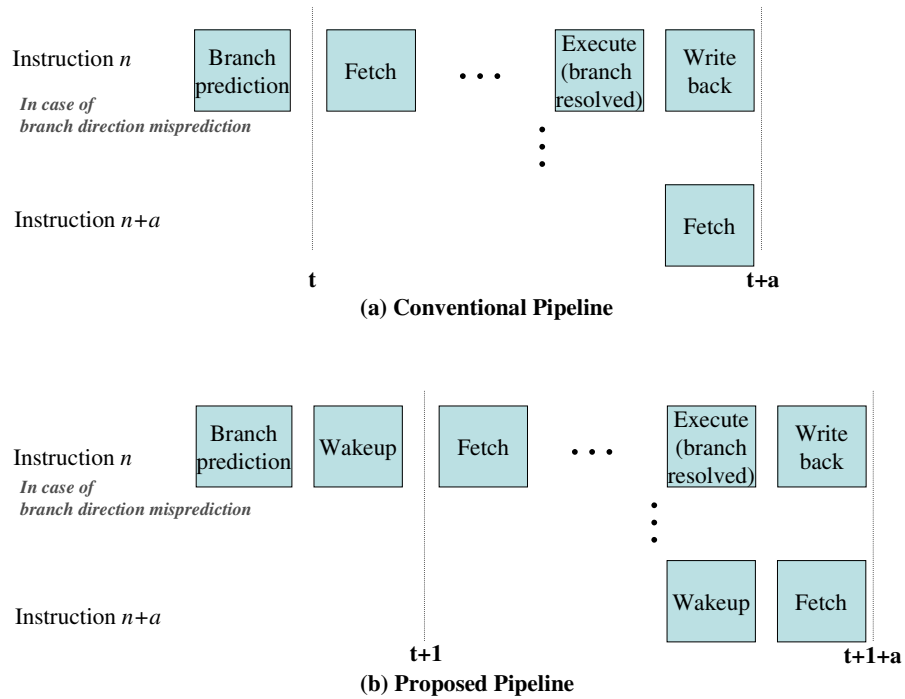 Instruction n
In case of
branch direction misprediction
Branch
prediction
Fetch
. . .
Execute
(branch
resolved)
Write
back
Instruction n+a
Fetch
t
t+a
(a) Conventional Pipeline
Instruction n
In case of
branch direction misprediction
Branch
prediction
Wakeup
Fetch
. . .
Execute
(branch
resolved)
Write
back
Instruction n+a
Wakeup
Fetch
t+1
t+1+a
(b) Proposed Pipeline